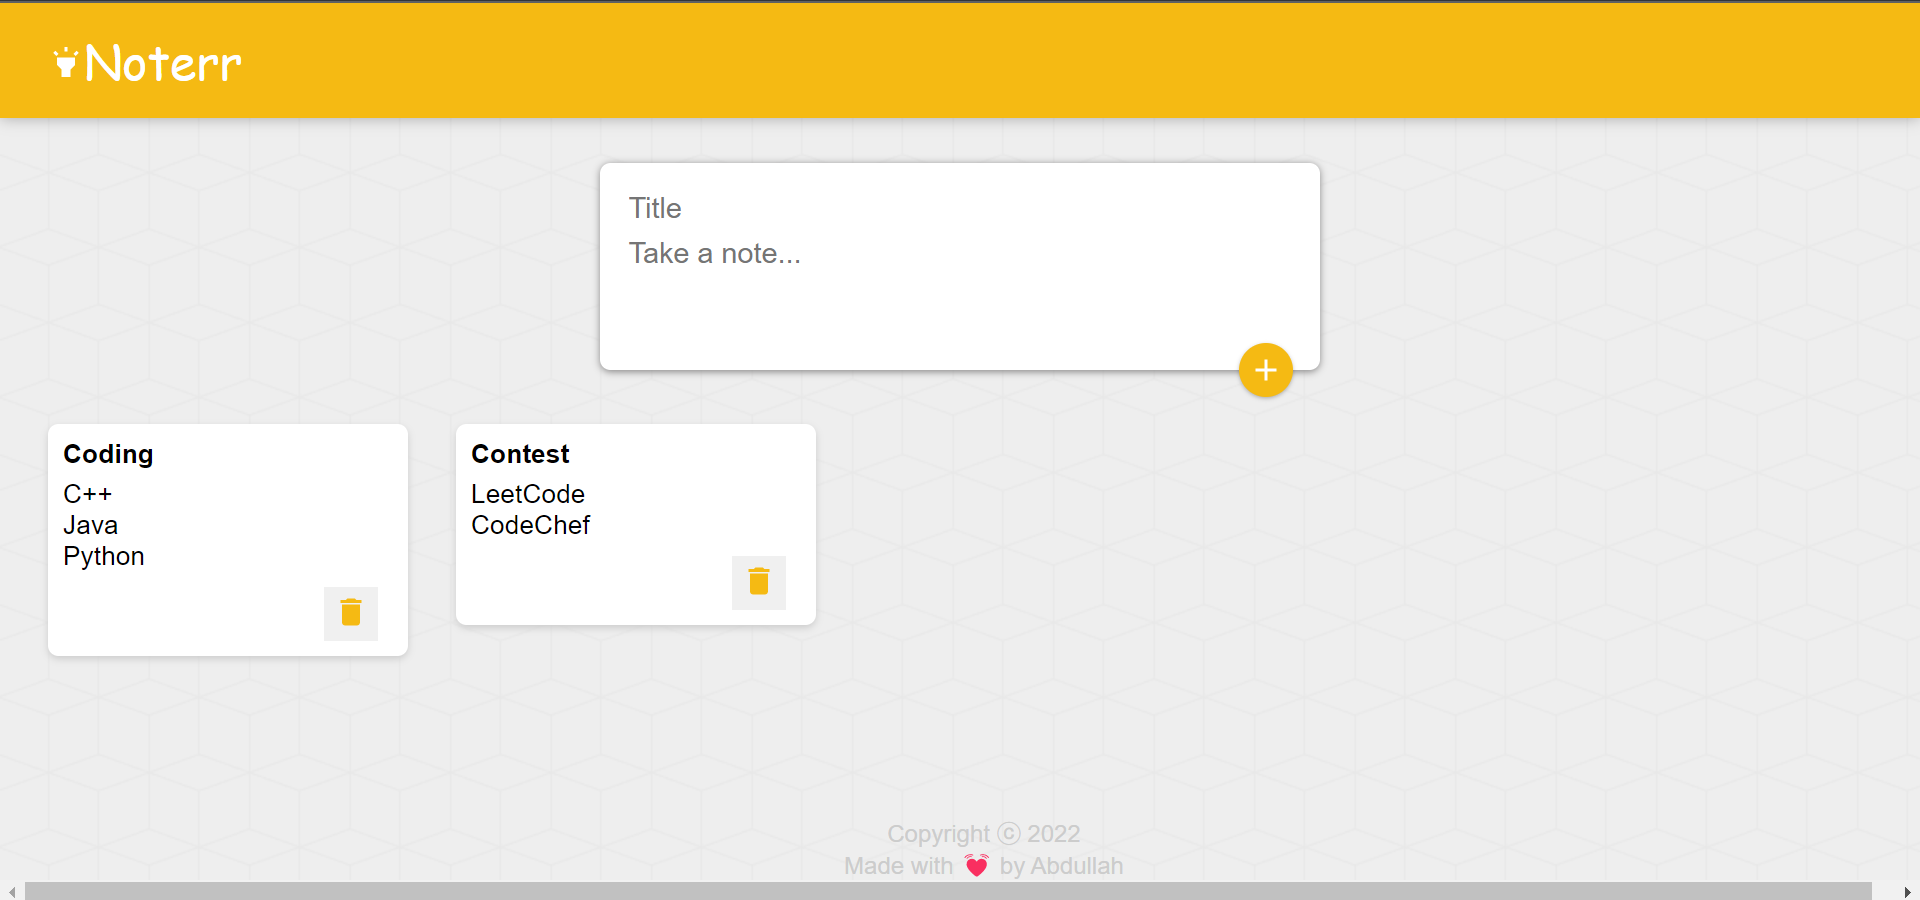 Noterr
Title
Take a note...
Coding
C++
Java
Python
Contest
LeetCode
CodeChef
Copyright ⓒ 2022
Made with 💓 by Abdullah